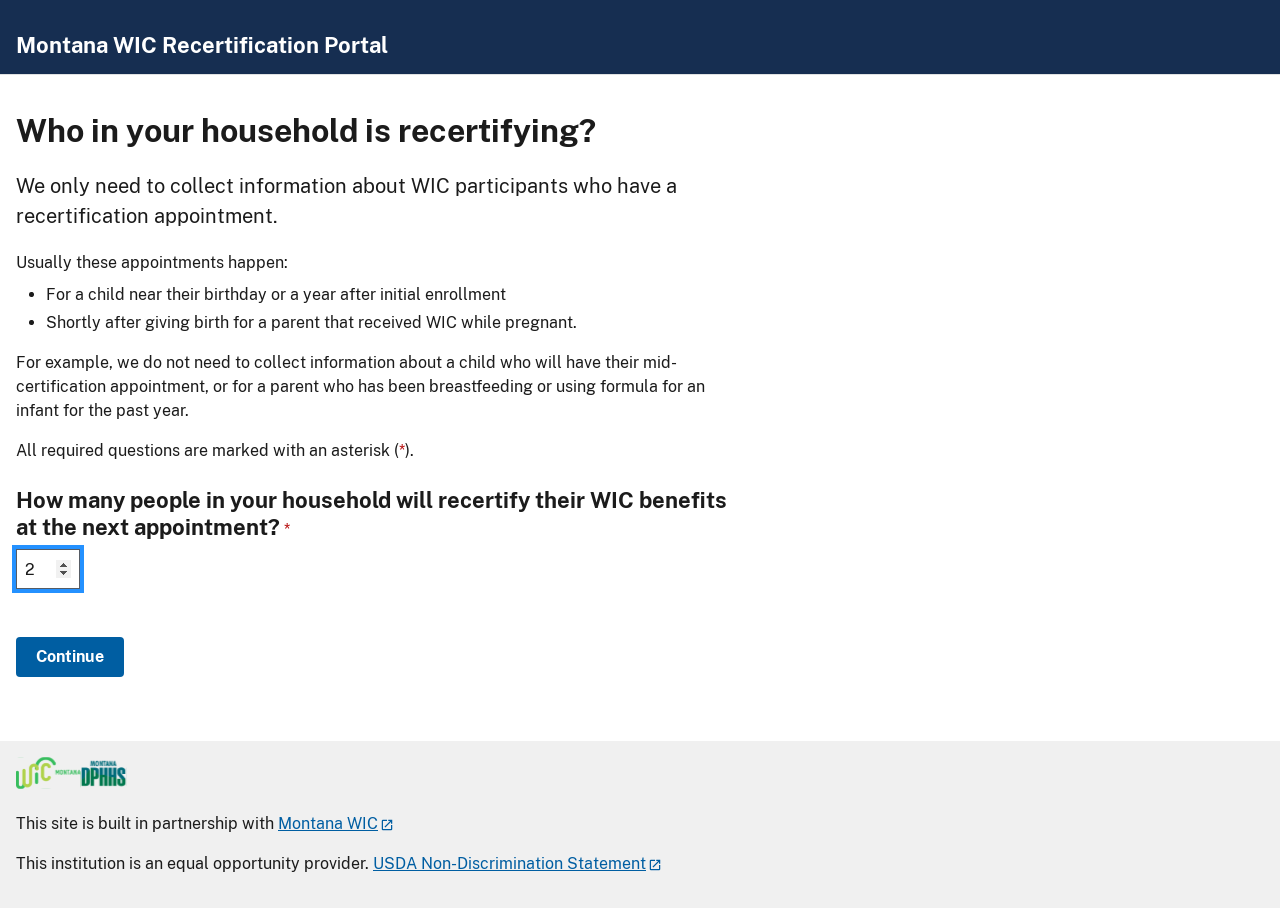 Montana WIC Recertification Portal
Who in your household is recertifying?
We only need to collect information about WIC participants who have a
recertification appointment.
Usually these appointments happen:
• For a child near their birthday or a year after initial enrollment
• Shortly after giving birth for a parent that received WIC while pregnant.
For example, we do not need to collect information about a child who will have their mid-
certification appointment, or for a parent who has been breastfeeding or using formula for an
infant for the past year.
All required questions are marked with an asterisk (*).
How many people in your household will recertify their WIC benefits
at the next appointment? *
2
Continue
WIC MONTANA MONTANA DPHHS
This site is built in partnership with Montana WIC
This institution is an equal opportunity provider. USDA Non-Discrimination Statement